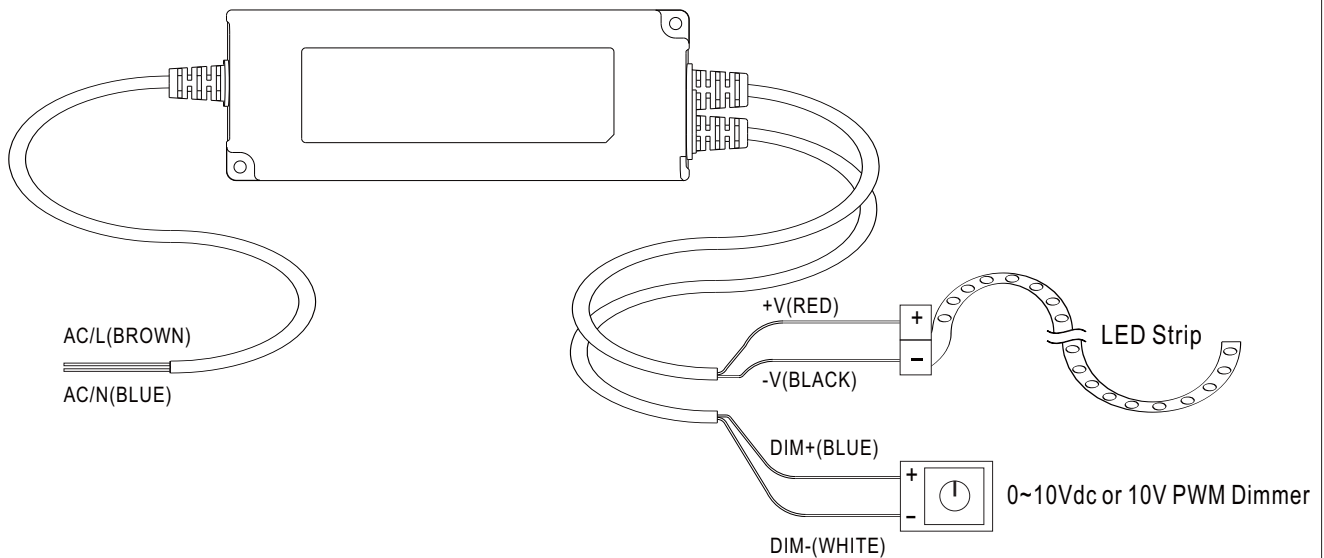 AC/L(BROWN)
AC/N(BLUE)
+V(RED)
-V(BLACK)
+
–
LED Strip
DIM+(BLUE)
DIM-(WHITE)
+
–
0~10Vdc or 10V PWM Dimmer